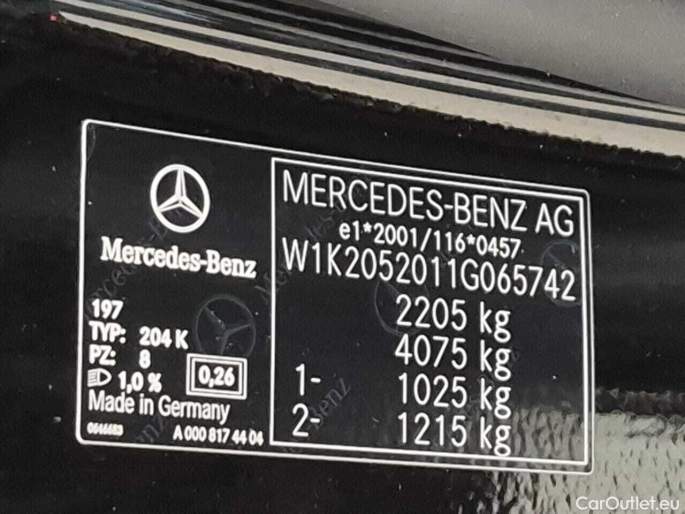 Mercedes-Benz
197
TYP: 204 K
PZ: 8
1,0 %
0,26
Made in Germany
A 000 817 44 04
MERCEDES-BENZ AG
e1*2001/116*0457
W1K2052011G065742
2205 kg
4075 kg
1- 1025 kg
2- 1215 kg
CarOutlet.eu